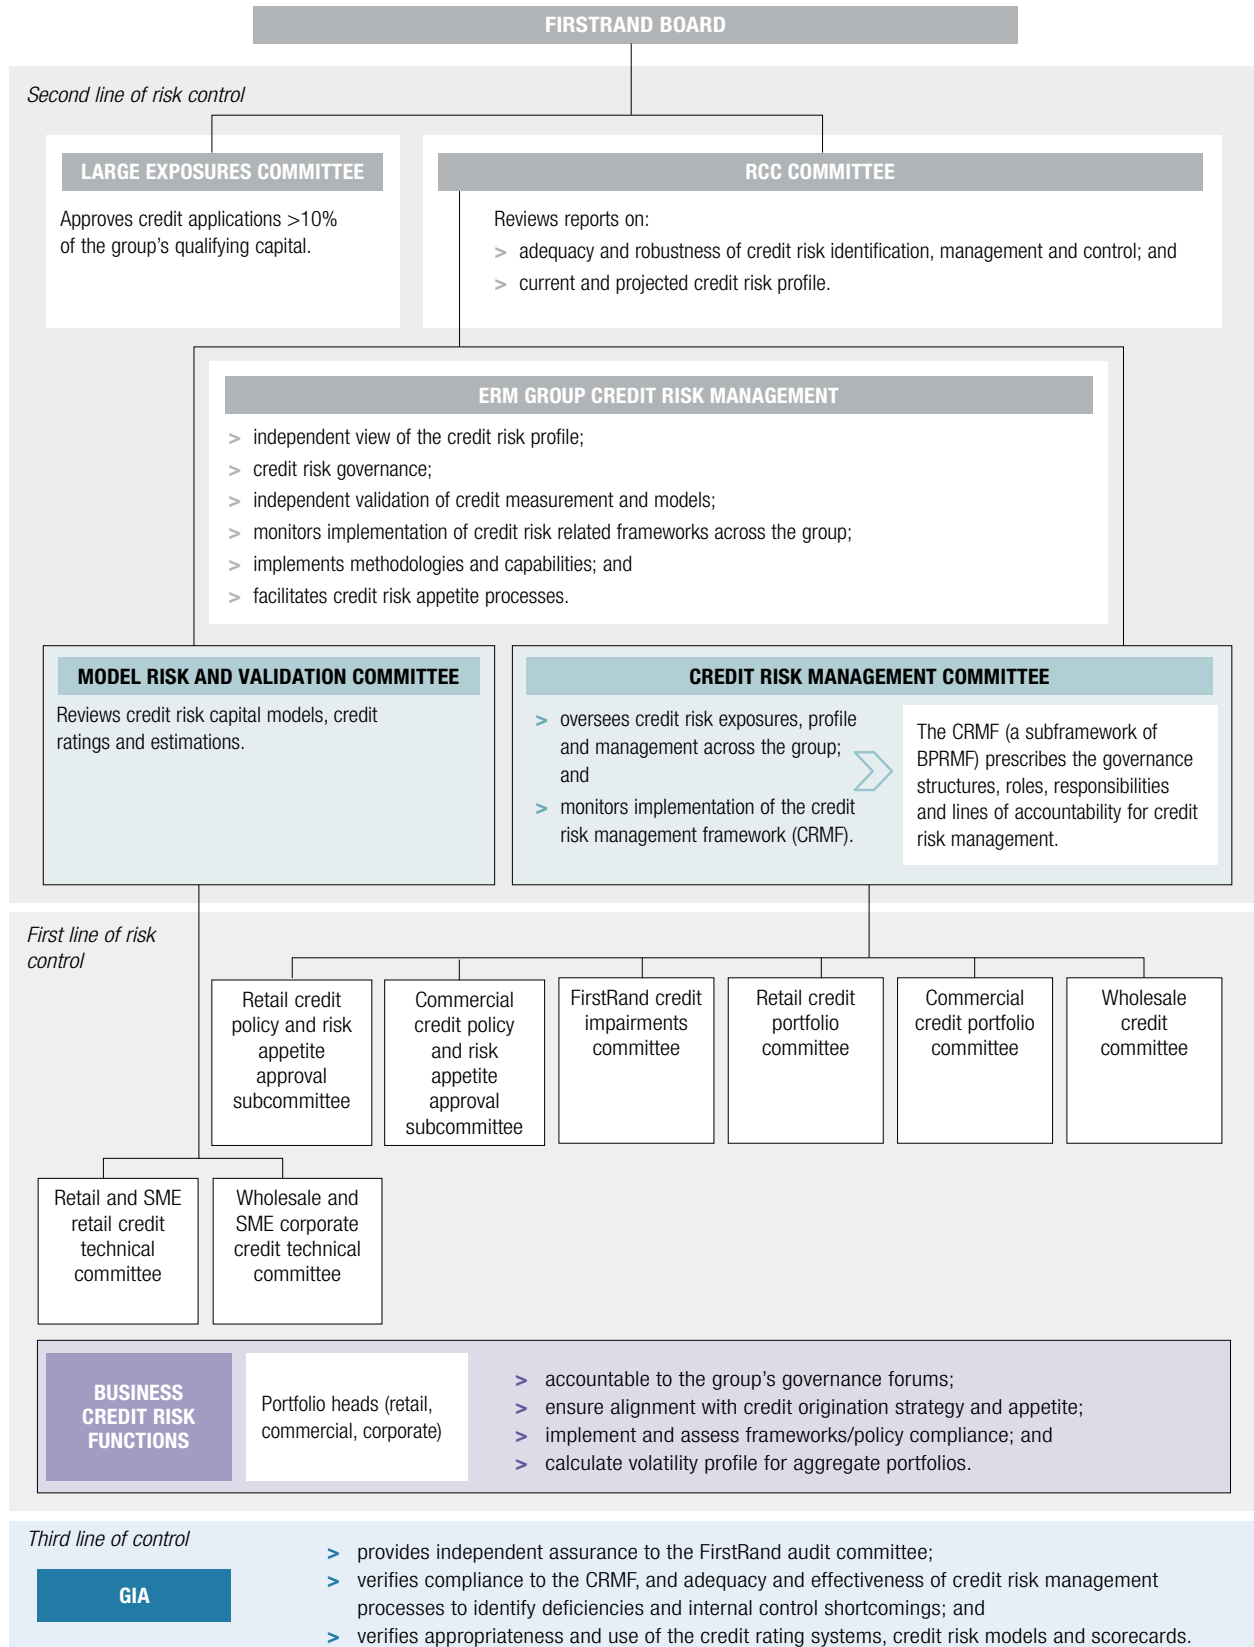 FIRSTRAND BOARD
Second line of risk control
LARGE EXPOSURES COMMITTEE
Approves credit applications >10%
of the group's qualifying capital.
RCC COMMITTEE
Reviews reports on:
> adequacy and robustness of credit risk identification, management and control; and
> current and projected credit risk profile.
ERM GROUP CREDIT RISK MANAGEMENT
> independent view of the credit risk profile;
> credit risk governance;
> independent validation of credit measurement and models;
> monitors implementation of credit risk related frameworks across the group;
> implements methodologies and capabilities; and
> facilitates credit risk appetite processes.
MODEL RISK AND VALIDATION COMMITTEE
Reviews credit risk capital models, credit
ratings and estimations.
CREDIT RISK MANAGEMENT COMMITTEE
> oversees credit risk exposures, profile
and management across the group;
and
> monitors implementation of the credit
risk management framework (CRMF).
The CRMF (a subframework of
BPRMF) prescribes the governance
structures, roles, responsibilities
and lines of accountability for credit
risk management.
First line of risk
control
Retail credit
policy and risk
appetite
approval
subcommittee
Commercial
credit policy
and risk
appetite
approval
subcommittee
FirstRand credit
impairments
committee
Retail credit
portfolio
committee
Commercial
credit portfolio
committee
Wholesale
credit
committee
Retail and SME
retail credit
technical
committee
Wholesale and
SME corporate
credit technical
committee
BUSINESS
CREDIT RISK
FUNCTIONS
Portfolio heads (retail,
commercial, corporate)
> accountable to the group's governance forums;
> ensure alignment with credit origination strategy and appetite;
> implement and assess frameworks/policy compliance; and
> calculate volatility profile for aggregate portfolios.
Third line of control
GIA
> provides independent assurance to the FirstRand audit committee;
> verifies compliance to the CRMF, and adequacy and effectiveness of credit risk management
processes to identify deficiencies and internal control shortcomings; and
> verifies appropriateness and use of the credit rating systems, credit risk models and scorecards.